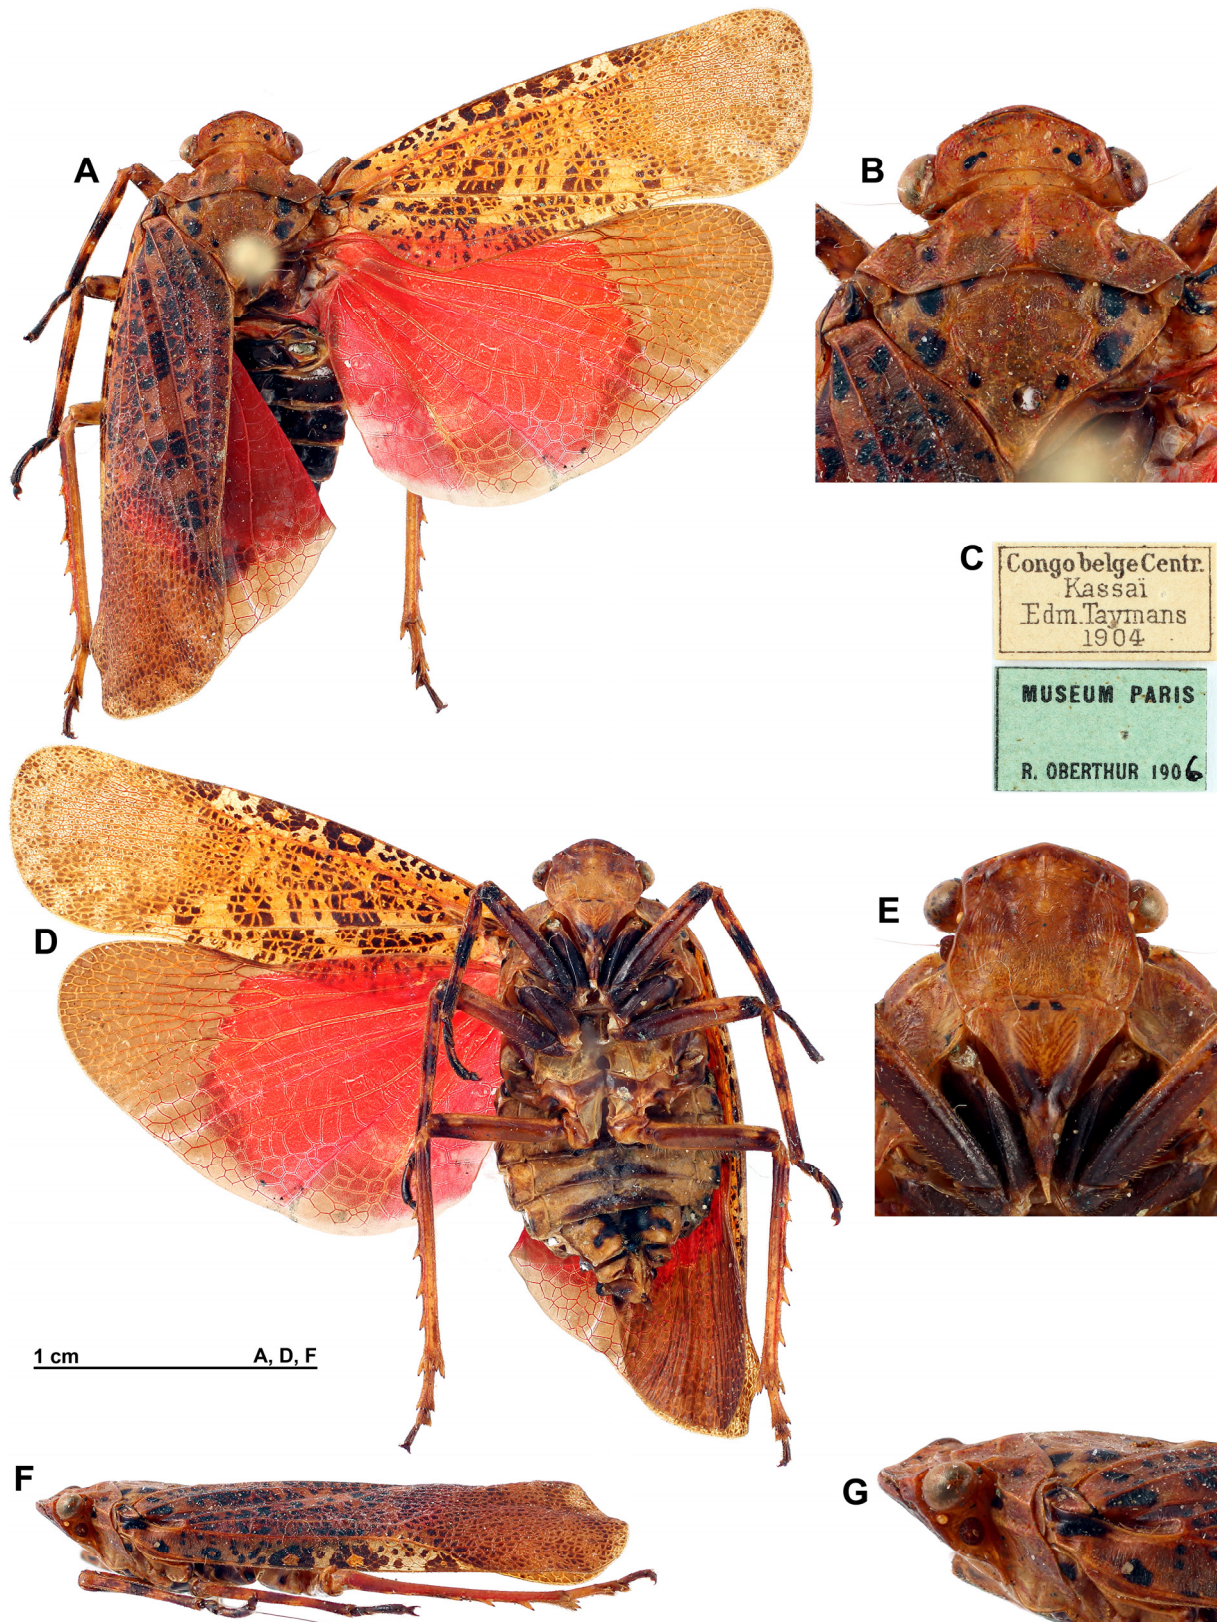 A
B
C
Congo belge Centr.
Kassaï
Edm. Taymans
1904
MUSEUM PARIS
R. OBERTHUR 1906
D
E
1 cm A, D, F
F
G